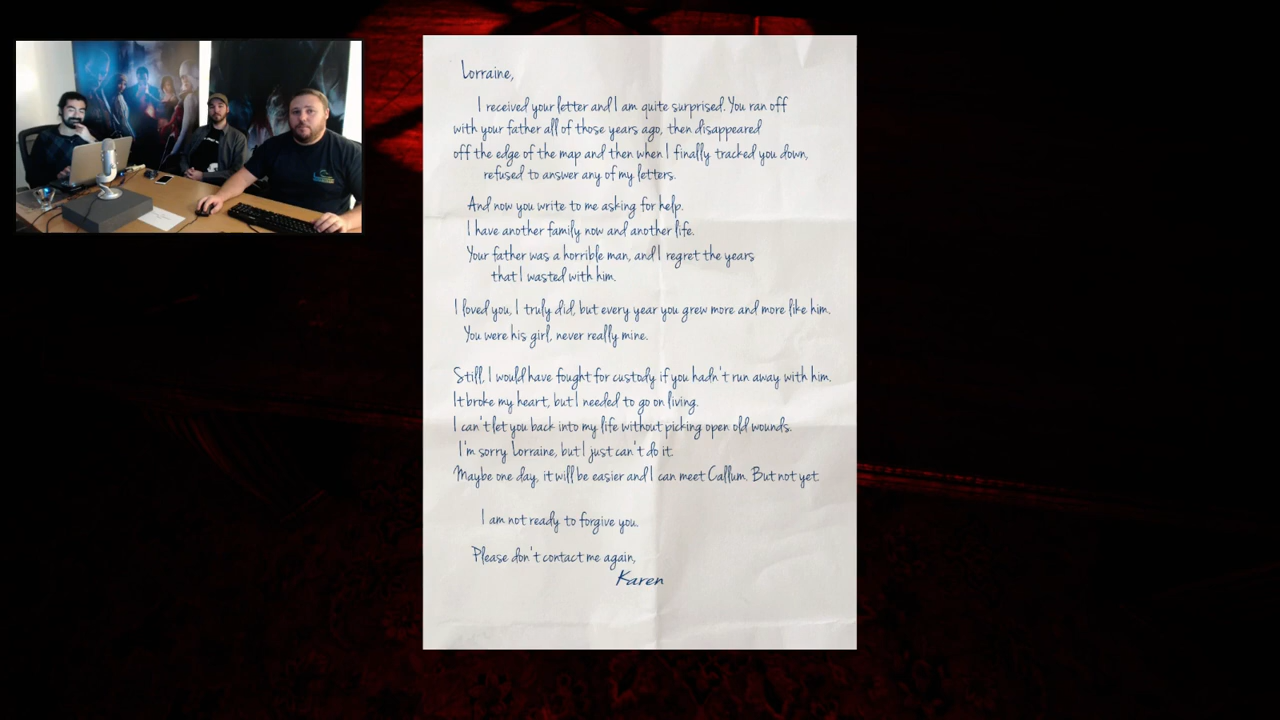 Lorraine,
I received your letter and I am quite surprised. You ran off
with your father all of those years ago, then disappeared
off the edge of the map and then when I finally tracked you down,
refused to answer any of my letters.
And now you write to me asking for help.
I have another family now and another life.
Your father was a horrible man, and I regret the years
that I wasted with him.
I loved you, I truly did, but every year you grew more and more like him.
You were his girl, never really mine.
Still, I would have fought for custody if you hadn't run away with him.
It broke my heart, but I needed to go on living.
I can't let you back into my life without picking open old wounds.
I'm sorry Lorraine, but I just can't do it.
Maybe one day, it will be easier and I can meet Callum. But not yet.
I am not ready to forgive you.
Please don't contact me again,
Karen